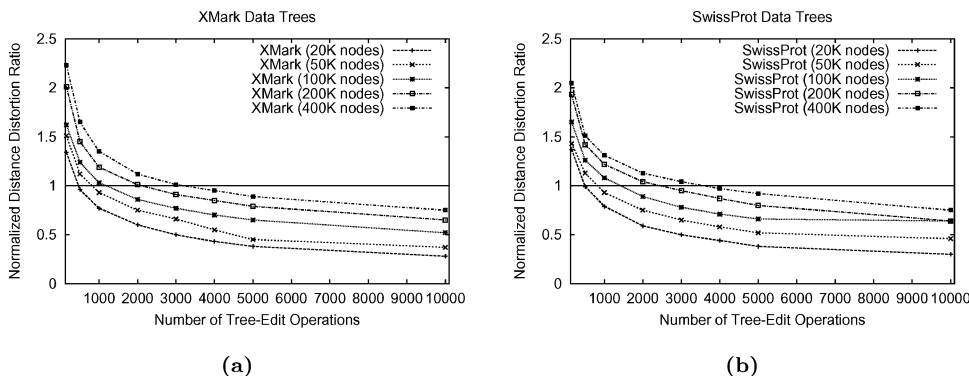 XMark Data Trees
Normalized Distance Distortion Ratio
2.5
2
1.5
1
0.5
0
XMark (20K nodes)
XMark (50K nodes)
XMark (100K nodes)
XMark (200K nodes)
XMark (400K nodes)
1000 2000 3000 4000 5000 6000 7000 8000 9000 10000
Number of Tree-Edit Operations
(a)
SwissProt Data Trees
Normalized Distance Distortion Ratio
2.5
2
1.5
1
0.5
0
SwissProt (20K nodes)
SwissProt (50K nodes)
SwissProt (100K nodes)
SwissProt (200K nodes)
SwissProt (400K nodes)
1000 2000 3000 4000 5000 6000 7000 8000 9000 10000
Number of Tree-Edit Operations
(b)